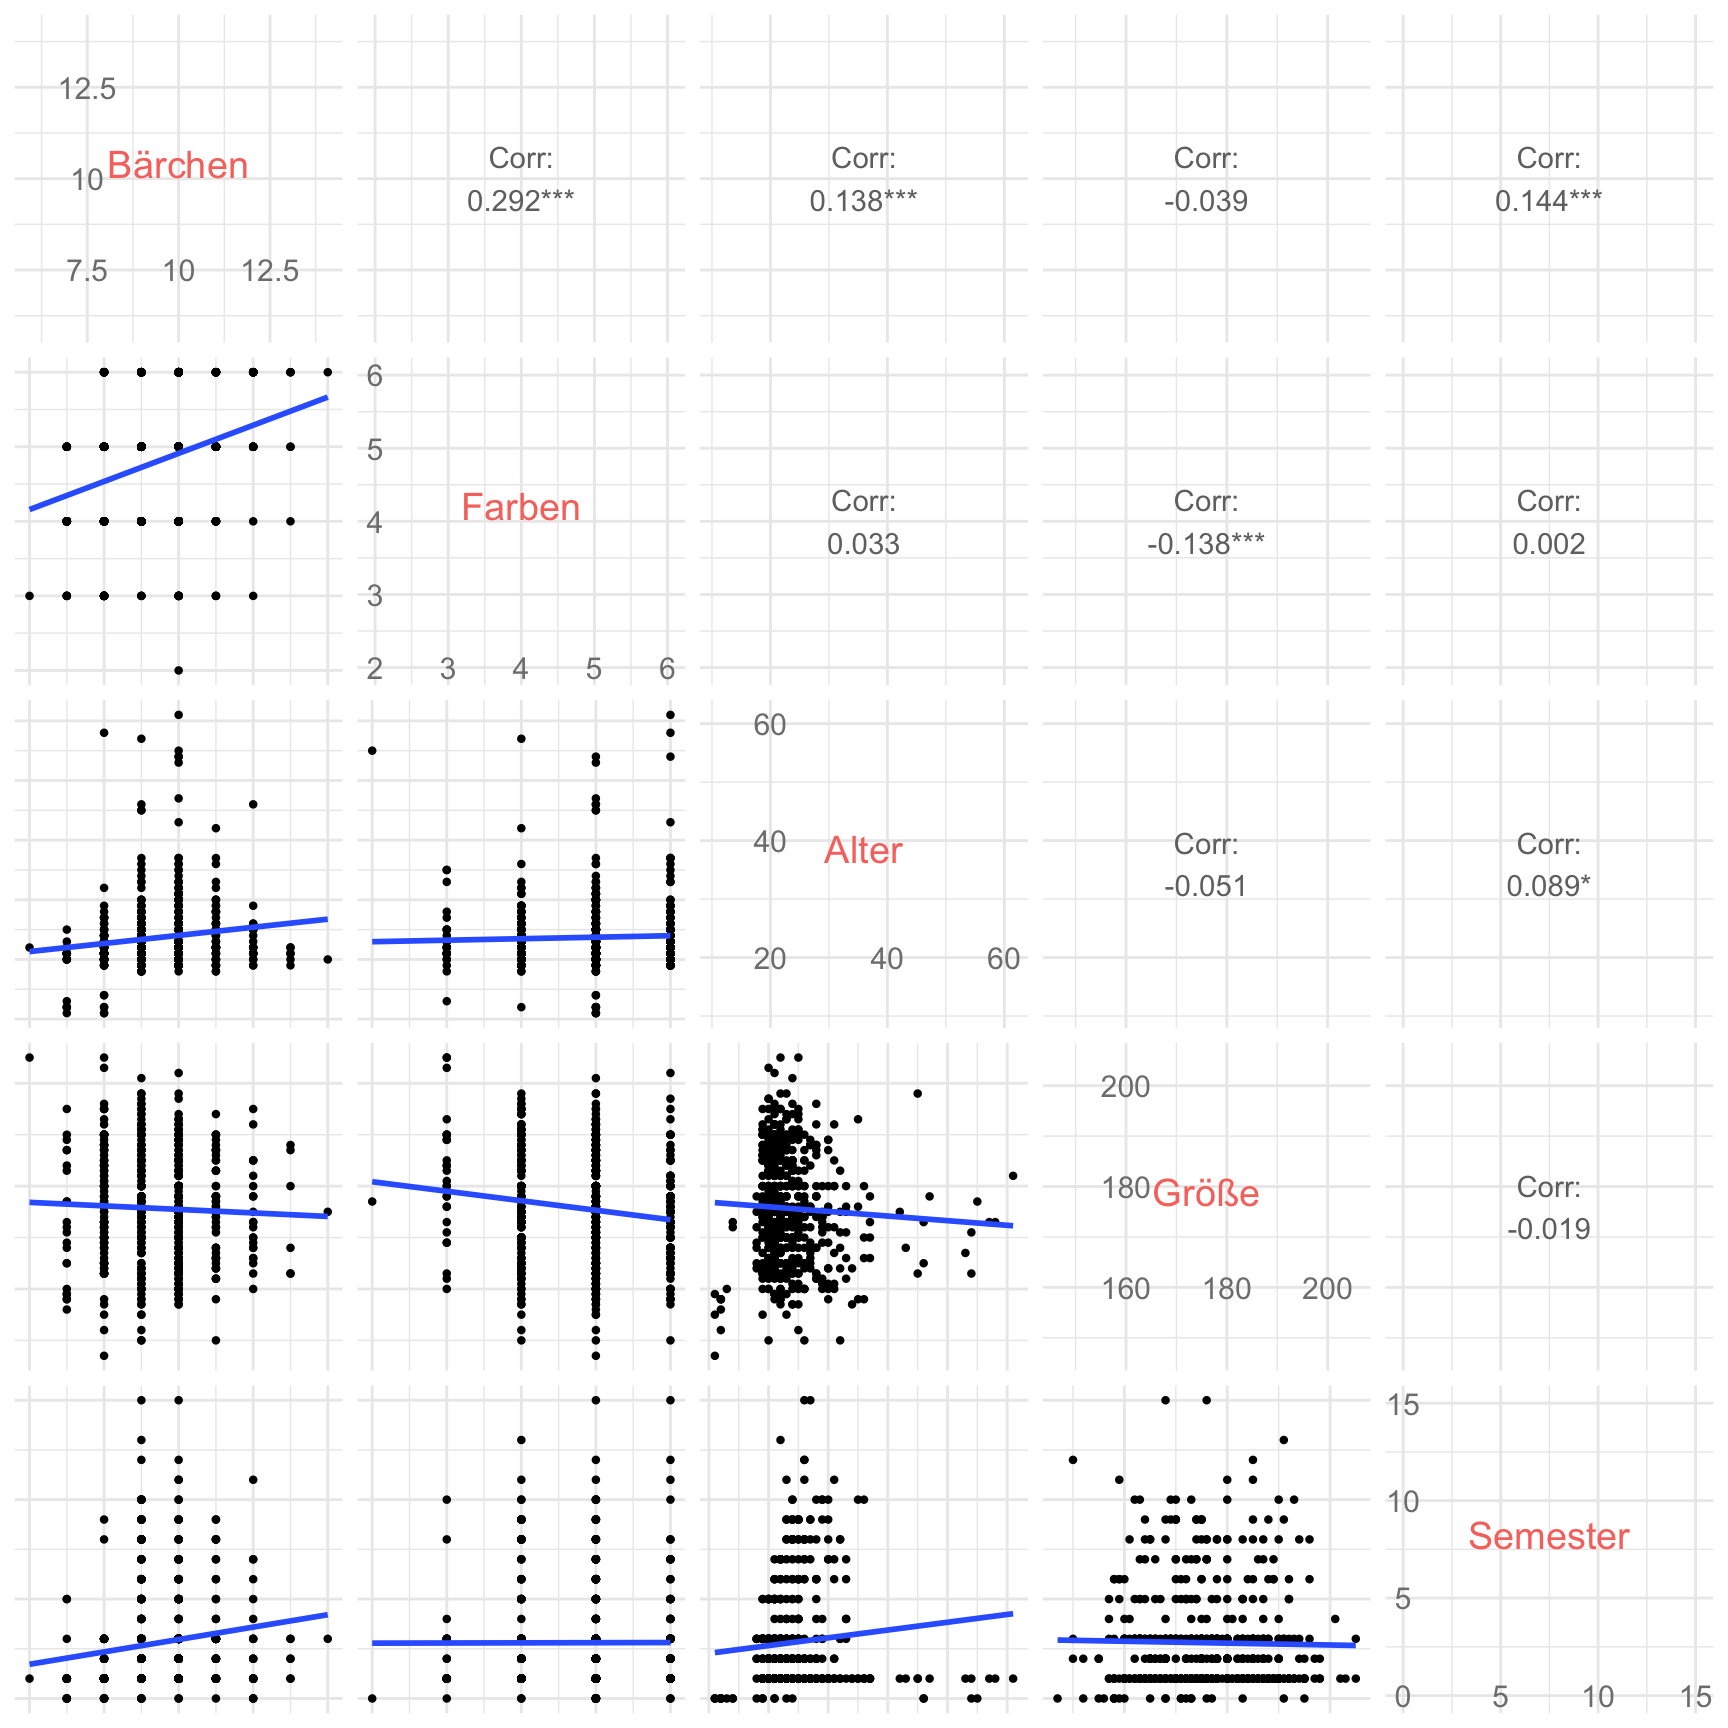 12.5
Bärchen
10
7.5 10 12.5
Corr:
0.292***
Corr:
0.138***
Corr:
-0.039
Corr:
0.144***
6
5
4
3
2 3 4 5 6
Farben
Corr:
0.033
Corr:
-0.138***
Corr:
0.002
60
40
20 40 60
Alter
Corr:
-0.051
Corr:
0.089*
200
180
160 180 200
Größe
Corr:
-0.019
15
10
5
0 5 10 15
Semester